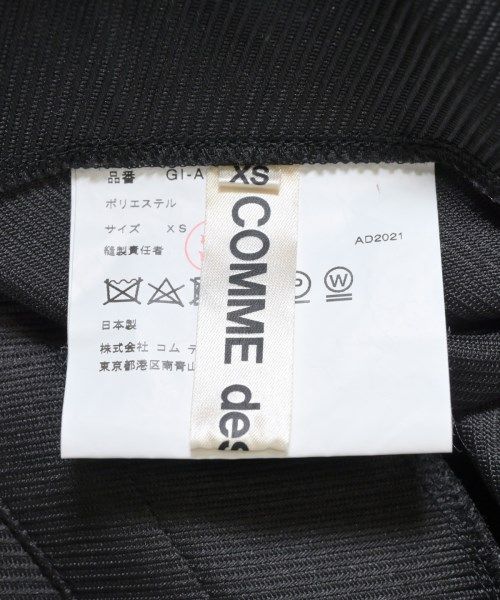 品番 GI-A
XS
ポリエステル
サイズ XS
縫製責任者
AD2021
P
W
日本製
株式会社 コム デ
東京都港区南青山
COMME des